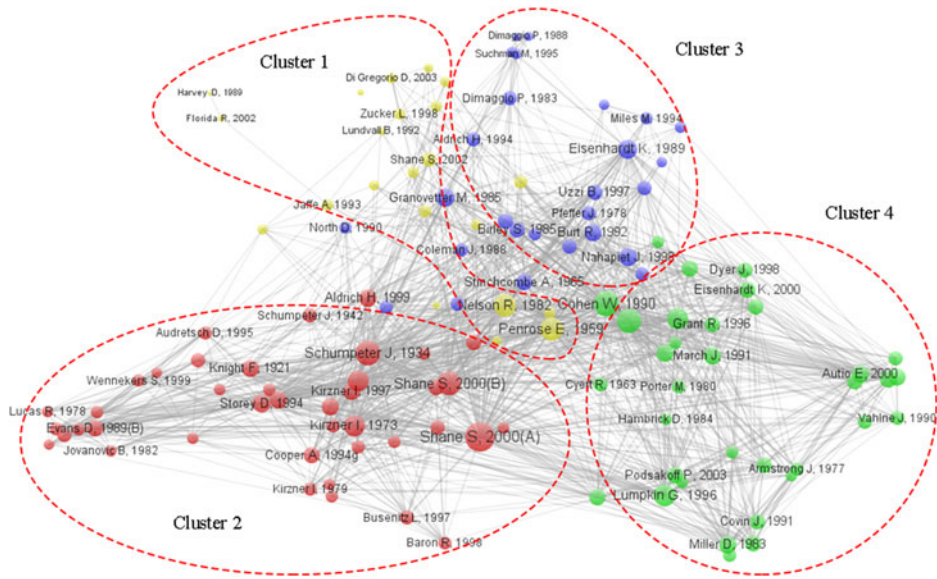 Dimaggio P, 1988
Suchman M, 1995
Cluster 3
Cluster 1
Di Gregorio D, 2003
Harvey D, 1989
Dimaggio P, 1983
Zucker L, 1998
Florida R, 2002
Miles M, 1994
Lundvall B, 1992
Aldrich H, 1994
Eisenhardt K, 1989
Shane S, 2002
Uzzi B, 1997
Granovetter M, 1985
Jaffe A, 1993
Pfeffer J, 1978
Cluster 4
North D, 1990
Birley S, 1985
Burt R, 1992
Coleman J, 1988
Nahapiet J, 1998
Dyer J, 1998
Stinchcombe A, 1965
Eisenhardt K, 2000
Aldrich H, 1999
Nelson R, 1982
Cohen W, 1990
Schumpeter J, 1942
Grant R, 1996
Penrose E, 1959
Audretsch D, 1995
Schumpeter J, 1934
March J, 1991
Knight F, 1921
Autio E, 2000
Wennekers S, 1999
Shane S, 2000(B)
Kirzner I, 1997
Cyert R, 1963
Porter M, 1980
Storey D, 1994
Lucas R, 1978
Vahlne J, 1990
Hambrick D, 1984
Evans D, 1989(B)
Kirzner I, 1973
Shane S, 2000(A)
Jovanovic B, 1982
Cooper A, 1994g
Armstrong J, 1977
Podsakoff P, 2003
Kirzner I, 1979
Lumpkin G, 1996
Cluster 2
Busenitz L, 1997
Covin J, 1991
Baron R, 1998
Miller D, 1983